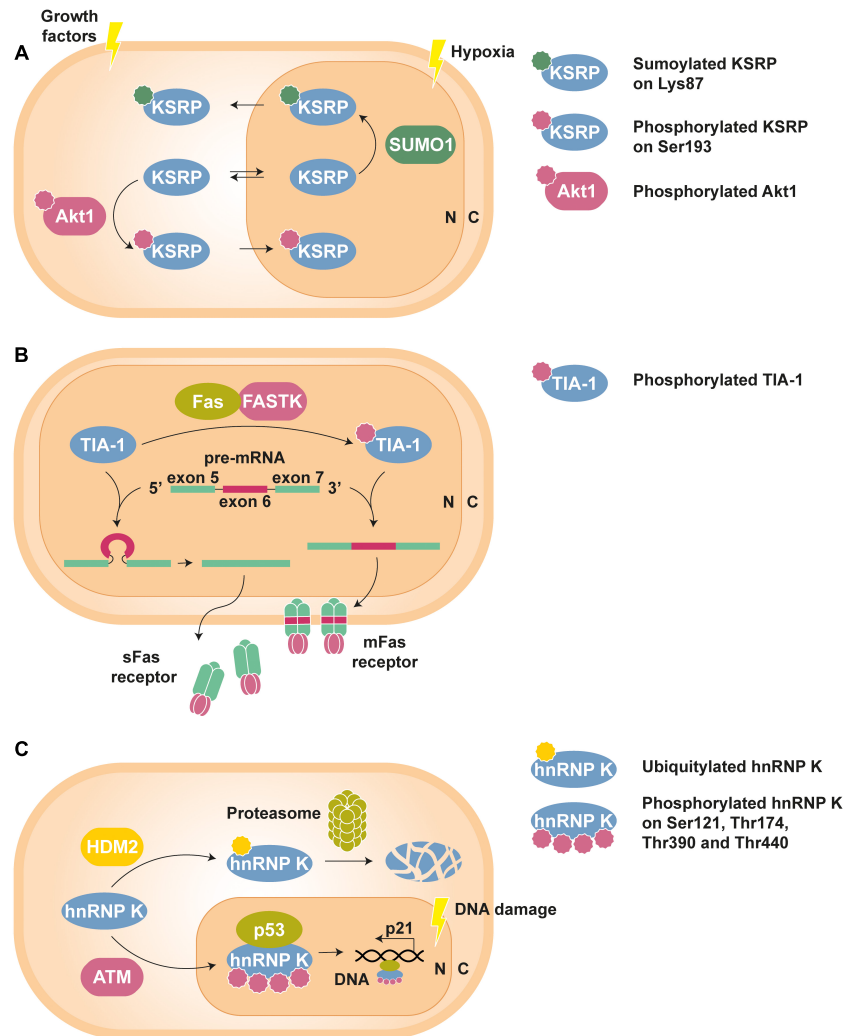 Growth
factors
A
Hypoxia
KSRP
KSRP
SUMO1
KSRP
KSRP
Akt1
N C
KSRP
KSRP
KSRP
Sumoylated KSRP
on Lys87
KSRP
Phosphorylated KSRP
on Ser193
Akt1
Phosphorylated Akt1
B
Fas
FASTK
TIA-1
TIA-1
pre-mRNA
5’
exon 5
exon 7
3’
exon 6
N C
sFas
receptor
mFas
receptor
TIA-1
Phosphorylated TIA-1
C
Proteasome
HDM2
hnRNP K
hnRNP K
DNA damage
p53
hnRNP K
p21
DNA
N C
ATM
hnRNP K
Ubiquitylated hnRNP K
hnRNP K
Phosphorylated hnRNP K
on Ser121, Thr174,
Thr390 and Thr440